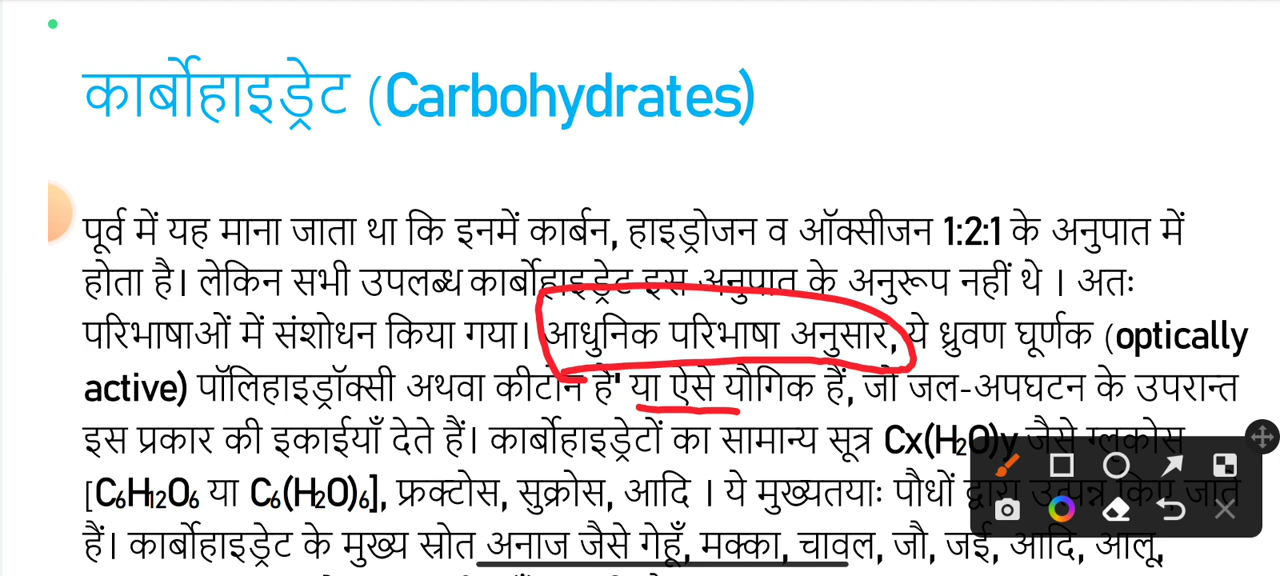 कार्बोहाइड्रेट (Carbohydrates)
पूर्व में यह माना जाता था कि इनमें कार्बन, हाइड्रोजन व ऑक्सीजन 1:2:1 के अनुपात में
होता है। लेकिन सभी उपलब्ध कार्बोहाइड्रेट इस अनुपात के अनुरूप नहीं थे । अतः
परिभाषाओं में संशोधन किया गया। आधुनिक परिभाषा अनुसार, ये ध्रुवण घूर्णक (optically
active) पॉलिहाइड्रॉक्सी अथवा कीटोन है' या ऐसे यौगिक हैं, जो जल-अपघटन के उपरान्त
इस प्रकार की इकाईयाँ देते हैं। कार्बोहाइड्रेटों का सामान्य सूत्र Cx(H₂O)y जैसे ग्लूकोस
[C₆H₁₂O₆ या C₆(H₂O)₆], फ्रक्टोस, सुक्रोस, आदि । ये मुख्यतयाः पौधों द्वारा उत्पन्न किए जाते
हैं। कार्बोहाइड्रेट के मुख्य स्रोत अनाज जैसे गेहूँ, मक्का, चावल, जौ, जई, आदि, आलू,